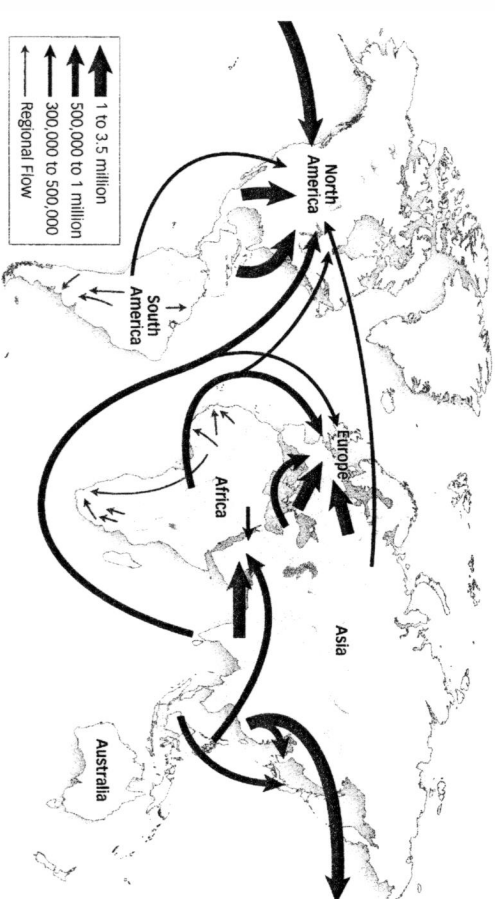 North
America
South
America
Europe
Africa
Asia
Australia
1 to 3.5 million
500,000 to 1 million
300,000 to 500,000
Regional Flow